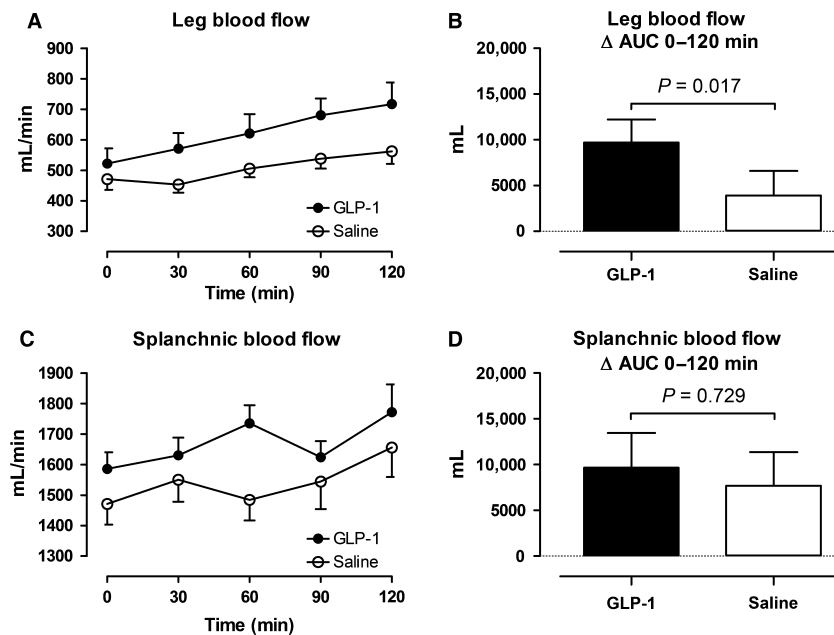 A
Leg blood flow
mL/min
900
800
700
600
500
400
300
GLP-1
Saline
0 30 60 90 120
Time (min)
B
Leg blood flow
Δ AUC 0–120 min
mL
20,000
15,000
10,000
5000
0
P = 0.017
GLP-1 Saline
C
Splanchnic blood flow
mL/min
1900
1800
1700
1600
1500
1400
1300
GLP-1
Saline
0 30 60 90 120
Time (min)
D
Splanchnic blood flow
Δ AUC 0–120 min
mL
20,000
15,000
10,000
5000
0
P = 0.729
GLP-1 Saline